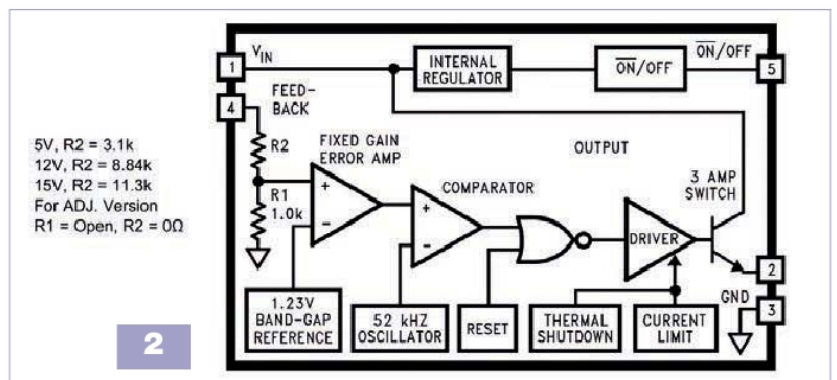 1
V_IN
INTERNAL
REGULATOR
ON/OFF
ON/OFF
5
4
FEED-
BACK
5V, R2 = 3.1k
12V, R2 = 8.84k
15V, R2 = 11.3k
For ADJ. Version
R1 = Open, R2 = 0Ω
R2
R1
1.0k
FIXED GAIN
ERROR AMP
+
−
COMPARATOR
+
−
OUTPUT
3 AMP
SWITCH
DRIVER
2
GND
3
1.23V
BAND-GAP
REFERENCE
52 kHZ
OSCILLATOR
RESET
THERMAL
SHUTDOWN
CURRENT
LIMIT
2